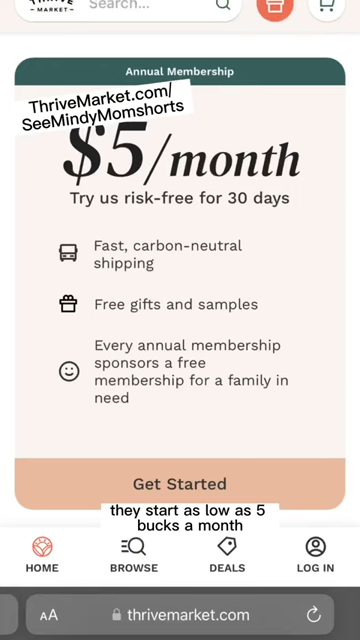 THRIVE
MARKET
Search...
Annual Membership
ThriveMarket.com/
SeeMindyMomshorts
$5/month
Try us risk-free for 30 days
Fast, carbon-neutral
shipping
Free gifts and samples
Every annual membership
sponsors a free
membership for a family in
need
Get Started
they start as low as 5
bucks a month
HOME BROWSE DEALS LOG IN
AA thrivemarket.com